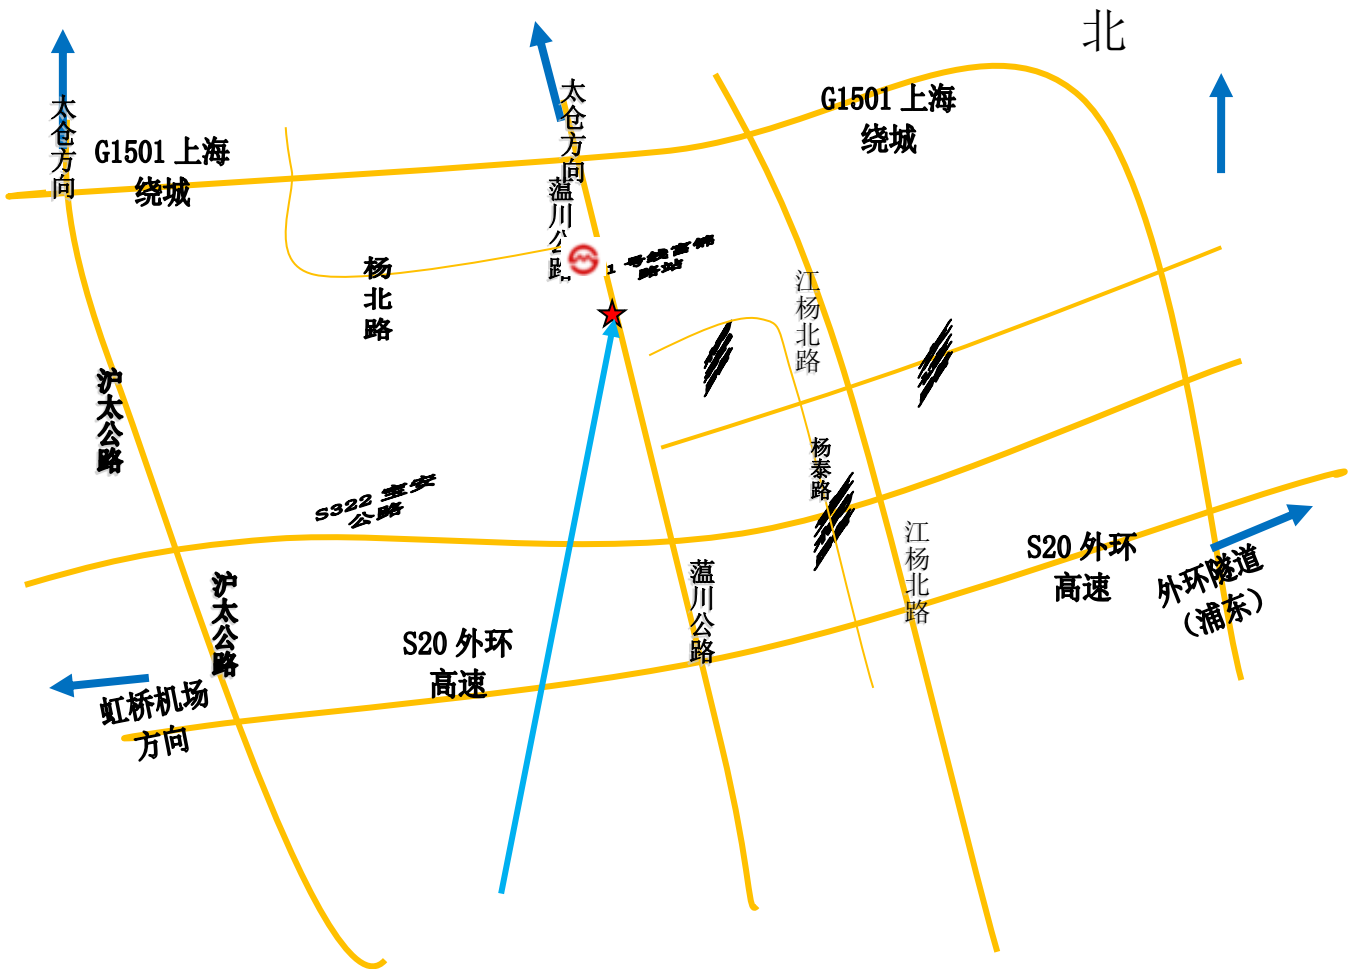 北
太仓方向
太仓方向
G1501 上海
绕城
G1501 上海
绕城
蕰川公路
1 号线富锦
路站
杨北路
江杨北路
沪太公路
杨泰路
S322 宝安
公路
江杨北路
S20 外环
高速
外环隧道
（浦东）
蕰川公路
沪太公路
S20 外环
高速
虹桥机场
方向